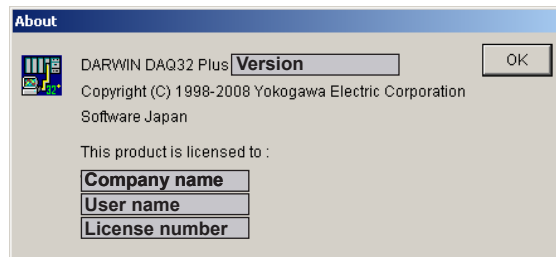 About
DARWIN DAQ32 Plus Version
OK
Copyright (C) 1998-2008 Yokogawa Electric Corporation
Software Japan
This product is licensed to :
Company name
User name
License number
32+